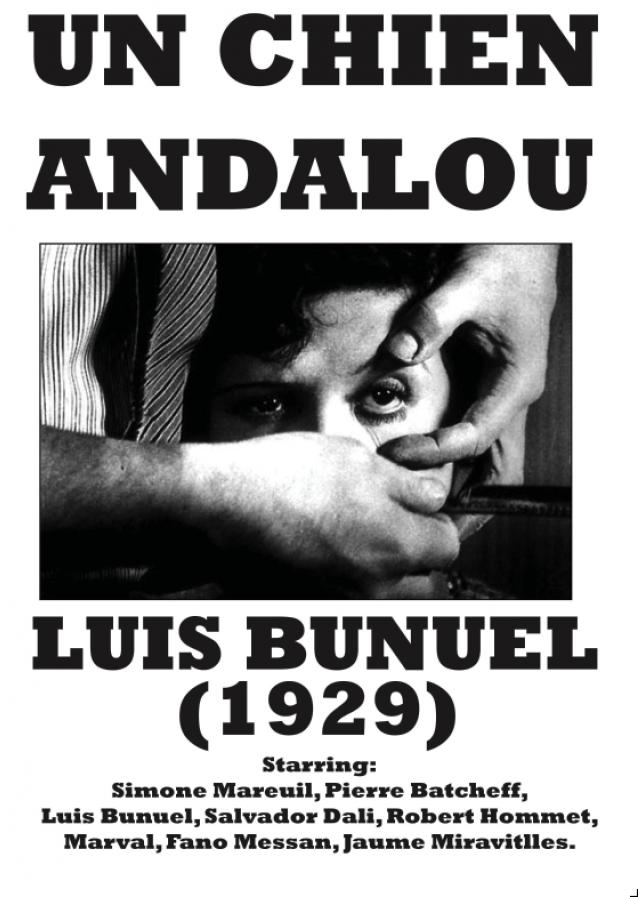 UN CHIEN
ANDALOU
LUIS BUNUEL
(1929)
Starring:
Simone Mareuil, Pierre Batcheff,
Luis Bunuel, Salvador Dali, Robert Hommet,
Marval, Fano Messan, Jaume Miravitlles.